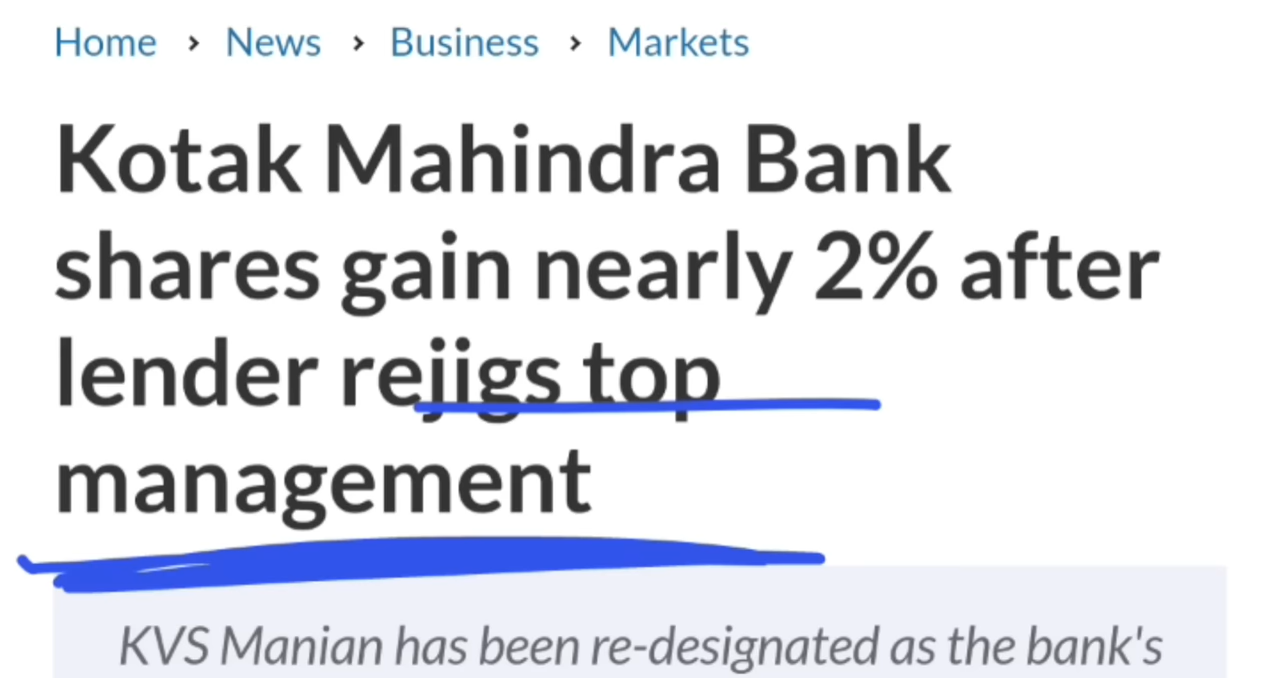 Home > News > Business > Markets
Kotak Mahindra Bank
shares gain nearly 2% after
lender rejigs top
management
KVS Manian has been re-designated as the bank's